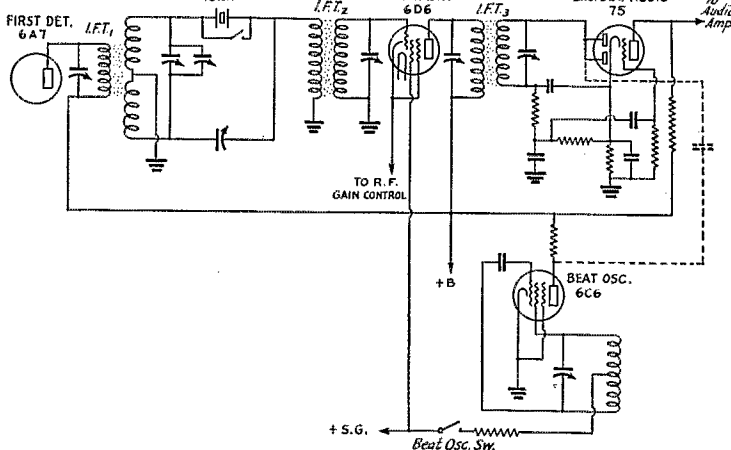 FIRST DET.
6A7
I.F.T.1
I.F.T.2
6D6
I.F.T.3
75
To
Audio
Amp.
TO R.F.
GAIN CONTROL
+B
BEAT OSC.
6C6
+ S.G.
Beat Osc. Sw.